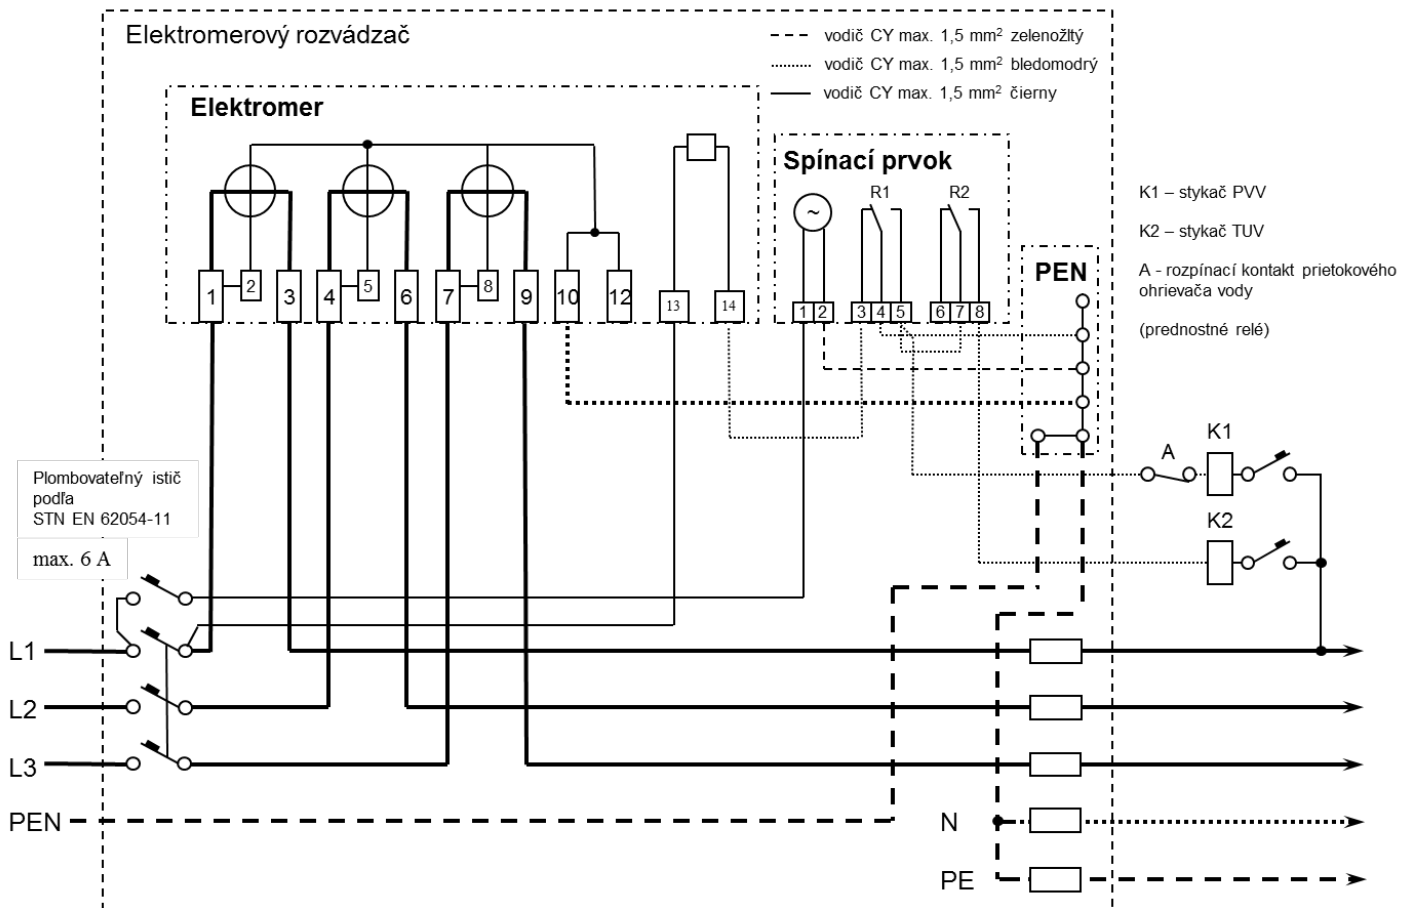 Elektromerový rozvádzač
vodič CY max. 1,5 mm² zelenožltý
vodič CY max. 1,5 mm² bledomodrý
vodič CY max. 1,5 mm² čierny
Elektromer
Spínací prvok
~
R1
R2
K1 – stykač PVV
K2 – stykač TUV
A - rozpínací kontakt prietokového
ohrievača vody
(prednostné relé)
PEN
1 2 3 4 5 6 7 8 9 10 12 13 14
1 2 3 4 5 6 7 8
A
K1
K2
Plombovateľný istič
podľa
STN EN 62054-11
max. 6 A
L1
L2
L3
PEN
N
PE